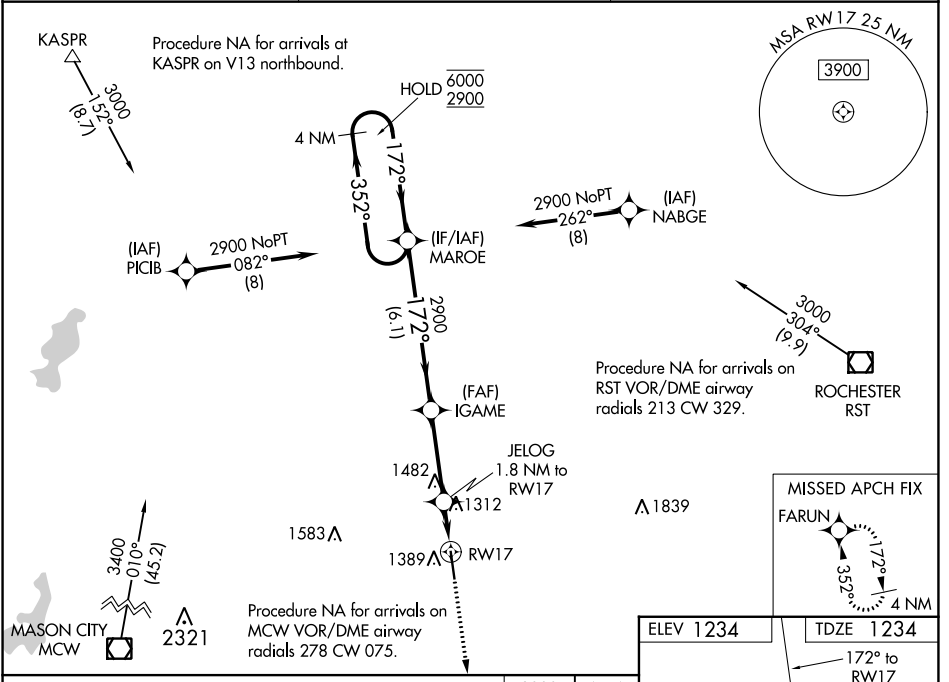 KASPR
3000
152°
(8.7)
Procedure NA for arrivals at
KASPR on V13 northbound.
HOLD 6000
2900
4 NM
172°
352°
MSA RW17 25 NM
3900
(IAF)
PICIB
2900 NoPT
082°
(8)
(IF/IAF)
MAROE
2900 NoPT
262°
(8)
(IAF)
NABGE
2900
172°
(6.1)
3000
304°
(9.9)
ROCHESTER
RST
Procedure NA for arrivals on
RST VOR/DME airway
radials 213 CW 329.
(FAF)
IGAME
JELOG
1.8 NM to
RW17
1482
1312
1839
1583
1389
RW17
3400
010°
(45.2)
MASON CITY
MCW
2321
Procedure NA for arrivals on
MCW VOR/DME airway
radials 278 CW 075.
MISSED APCH FIX
FARUN
172°
352°
4 NM
ELEV 1234
TDZE 1234
172° to
RW17